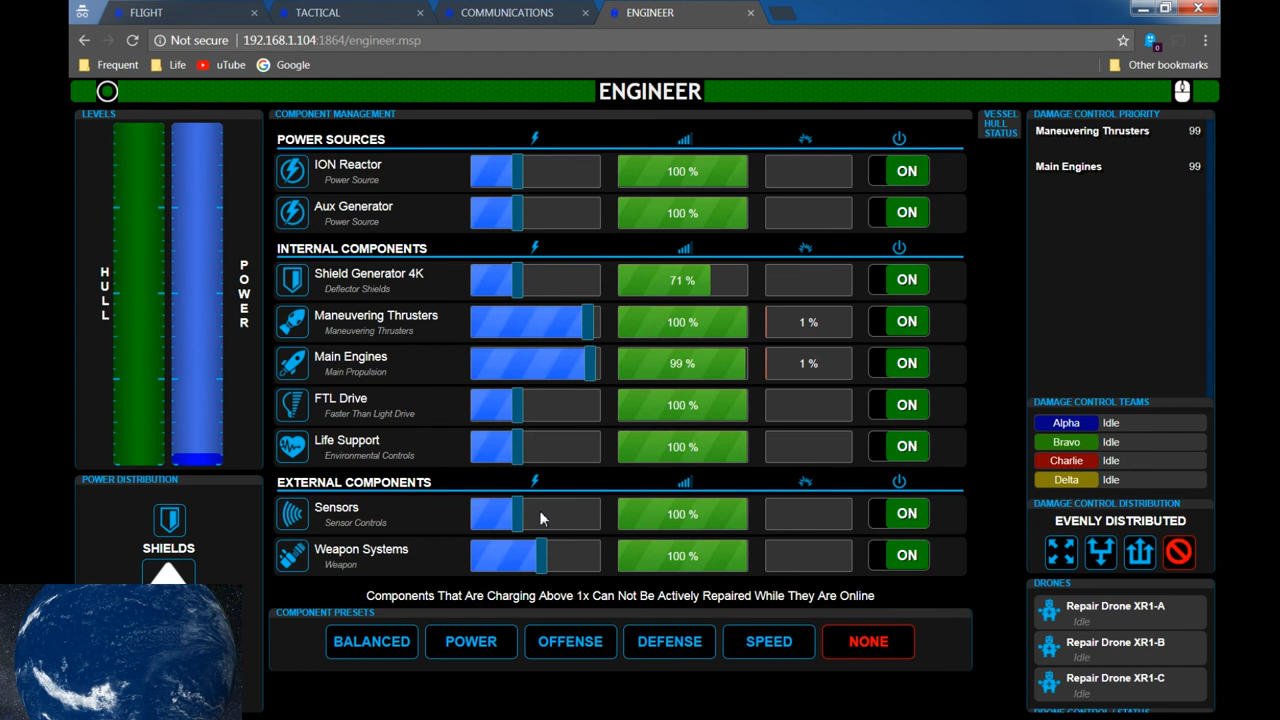 FLIGHT
TACTICAL
COMMUNICATIONS
ENGINEER
Not secure 192.168.1.104:1864/engineer.msp
0
Frequent Life uTube Google Other bookmarks
ENGINEER
LEVELS
HULL
POWER
POWER DISTRIBUTION
SHIELDS
COMPONENT MANAGEMENT
POWER SOURCES
ION Reactor
Power Source
100 %
ON
Aux Generator
Power Source
100 %
ON
INTERNAL COMPONENTS
Shield Generator 4K
Deflector Shields
71 %
ON
Maneuvering Thrusters
Maneuvering Thrusters
100 %
1 %
ON
Main Engines
Main Propulsion
99 %
1 %
ON
FTL Drive
Faster Than Light Drive
100 %
ON
Life Support
Environmental Controls
100 %
ON
EXTERNAL COMPONENTS
Sensors
Sensor Controls
100 %
ON
Weapon Systems
Weapon
100 %
ON
Components That Are Charging Above 1x Can Not be Actively Repaired While They Are Online
COMPONENT PRESETS
BALANCED POWER OFFENSE DEFENSE SPEED NONE
VESSEL
HULL
STATUS
DAMAGE CONTROL PRIORITY
Maneuvering Thrusters 99
Main Engines 99
DAMAGE CONTROL TEAMS
Alpha Idle
Bravo Idle
Charlie Idle
Delta Idle
DAMAGE CONTROL DISTRIBUTION
EVENLY DISTRIBUTED
DRONES
Repair Drone XR1-A
Idle
Repair Drone XR1-B
Idle
Repair Drone XR1-C
Idle
DRONE CONTROL / STATUS